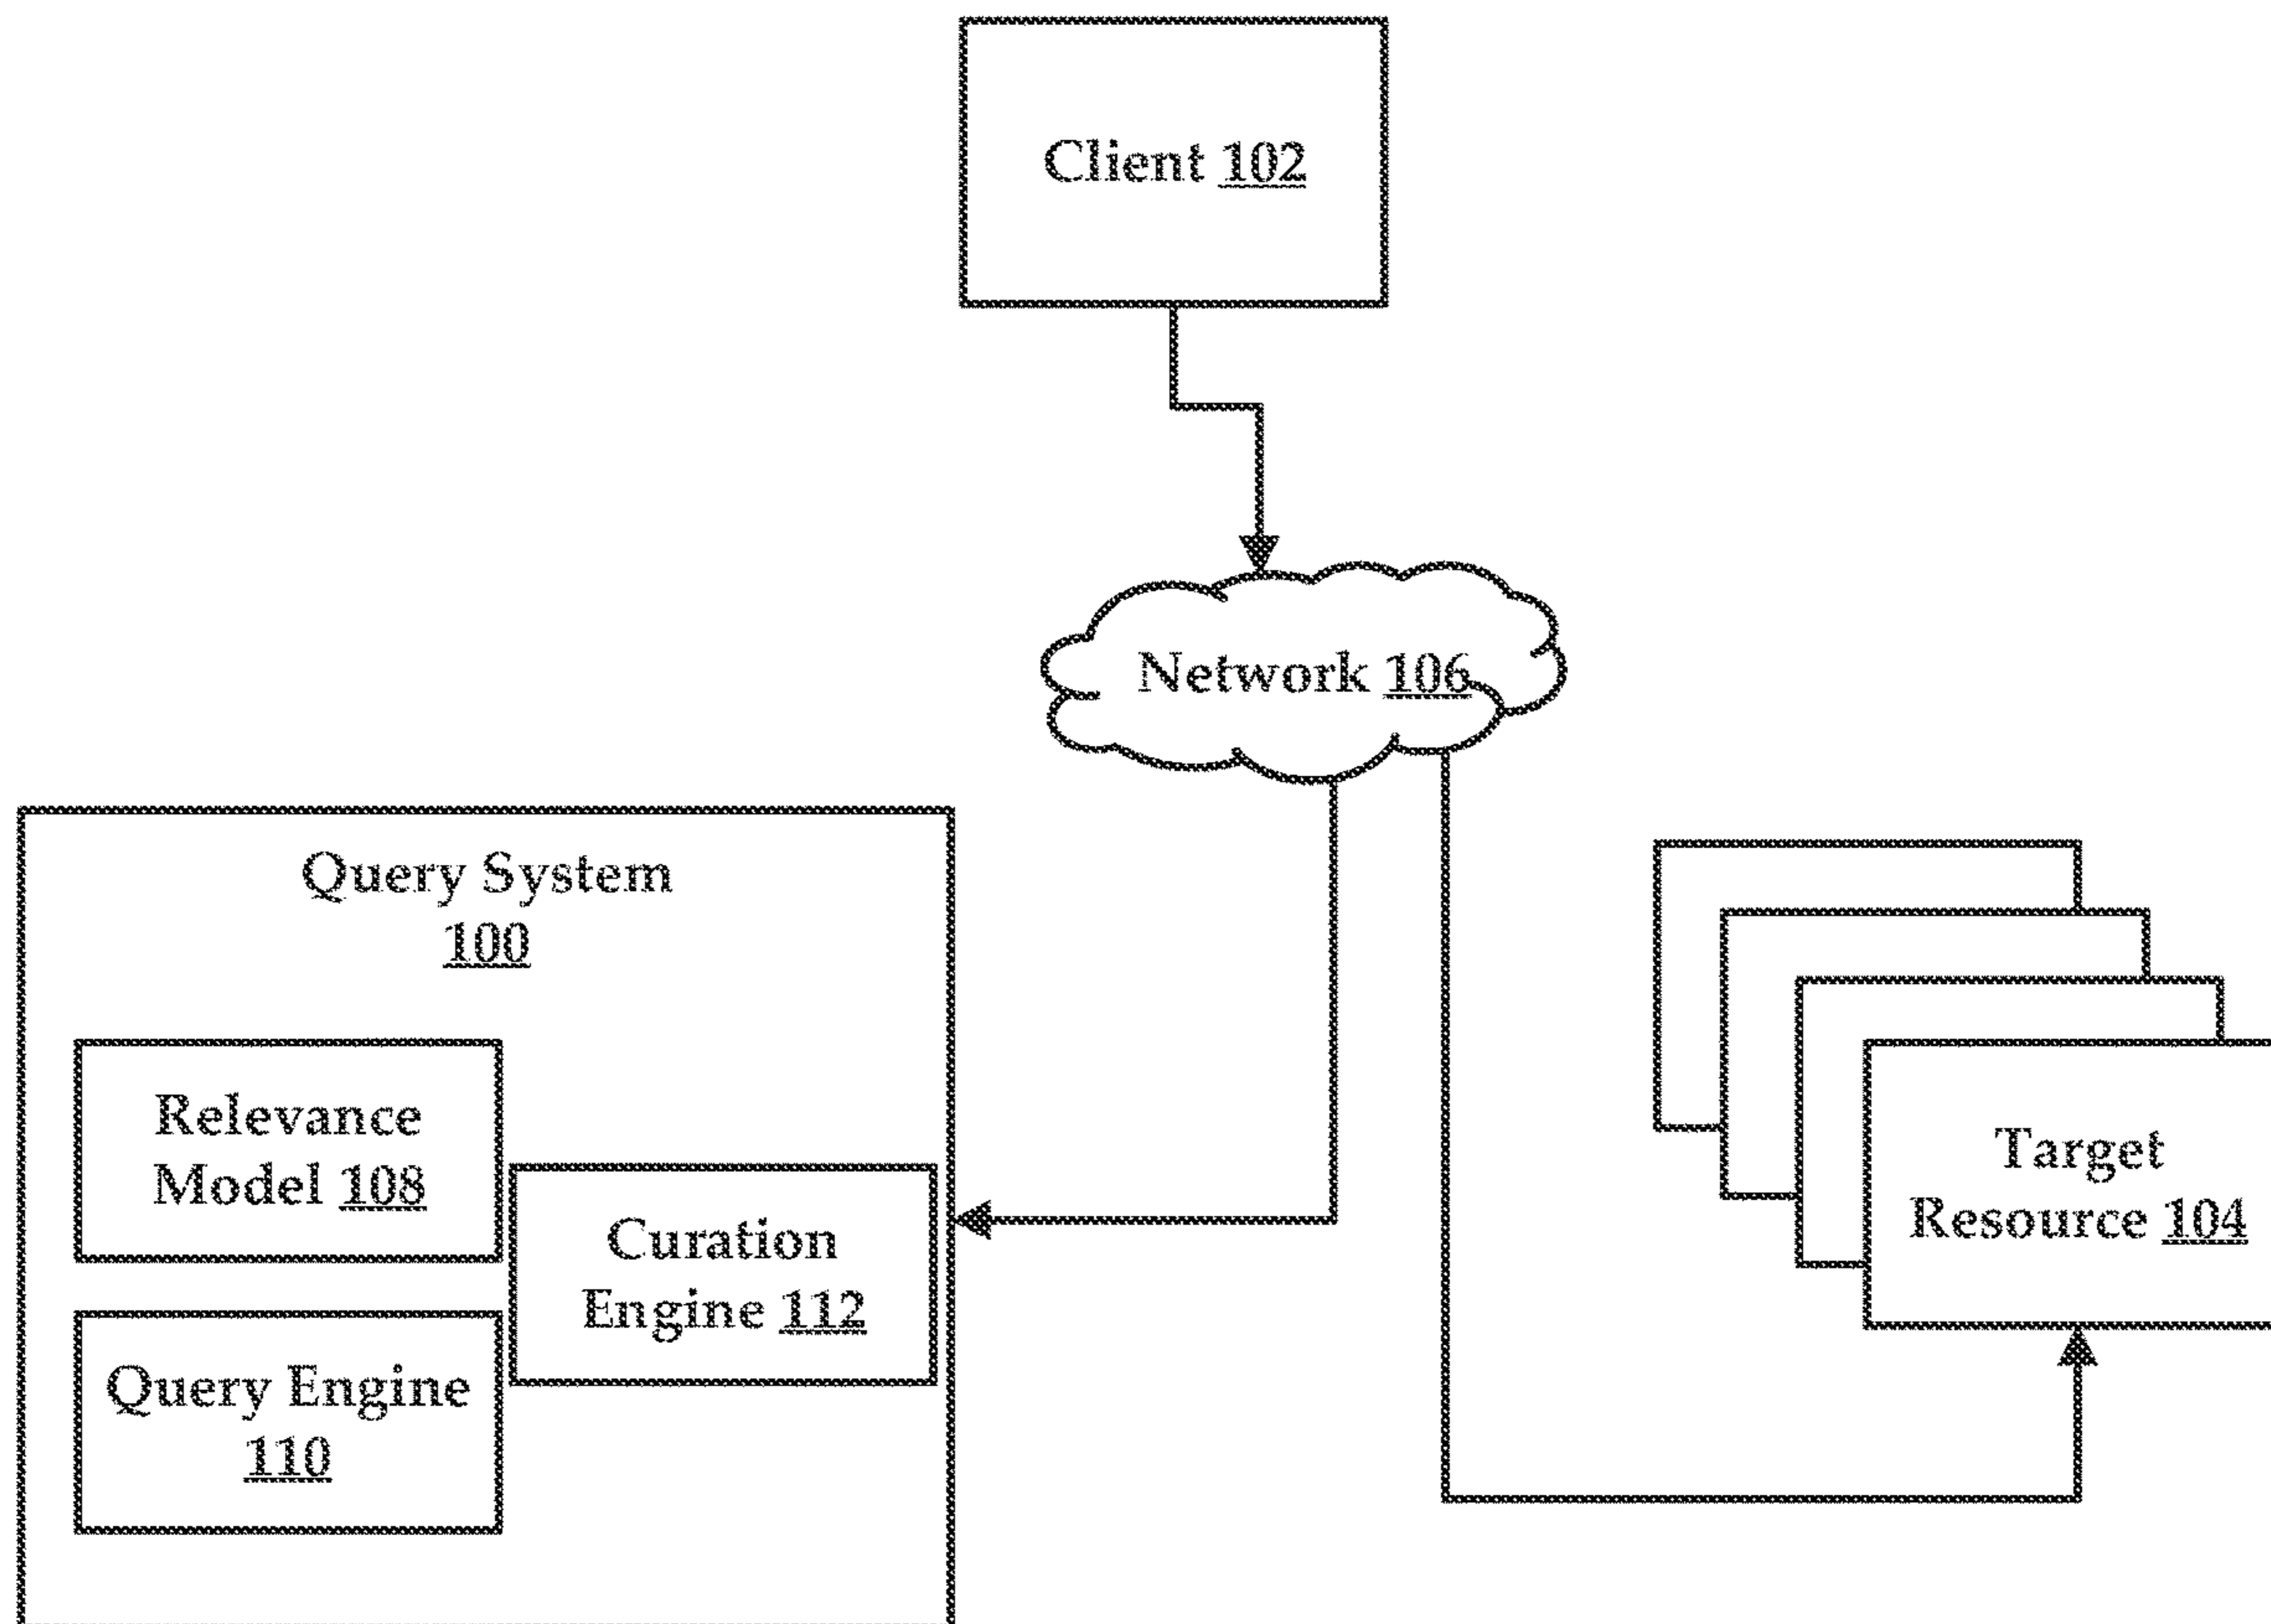 Client 102
Network 106
Query System
100
Relevance
Model 108
Curation
Engine 112
Query Engine
110
Target
Resource 104